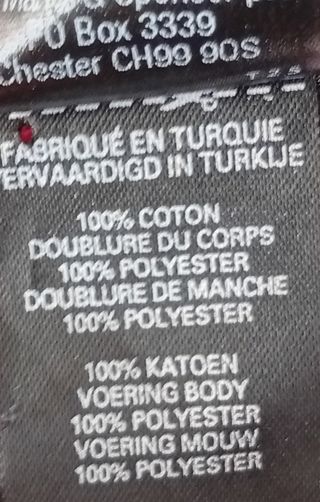 PO Box 3339
Chester CH99 9QS
FABRIQUÉ EN TURQUIE
VERVAARDIGD IN TURKIJE
100% COTON
DOUBLURE DU CORPS
100% POLYESTER
DOUBLURE DE MANCHE
100% POLYESTER
100% KATOEN
VOERING BODY
100% POLYESTER
VOERING MOUW
100% POLYESTER